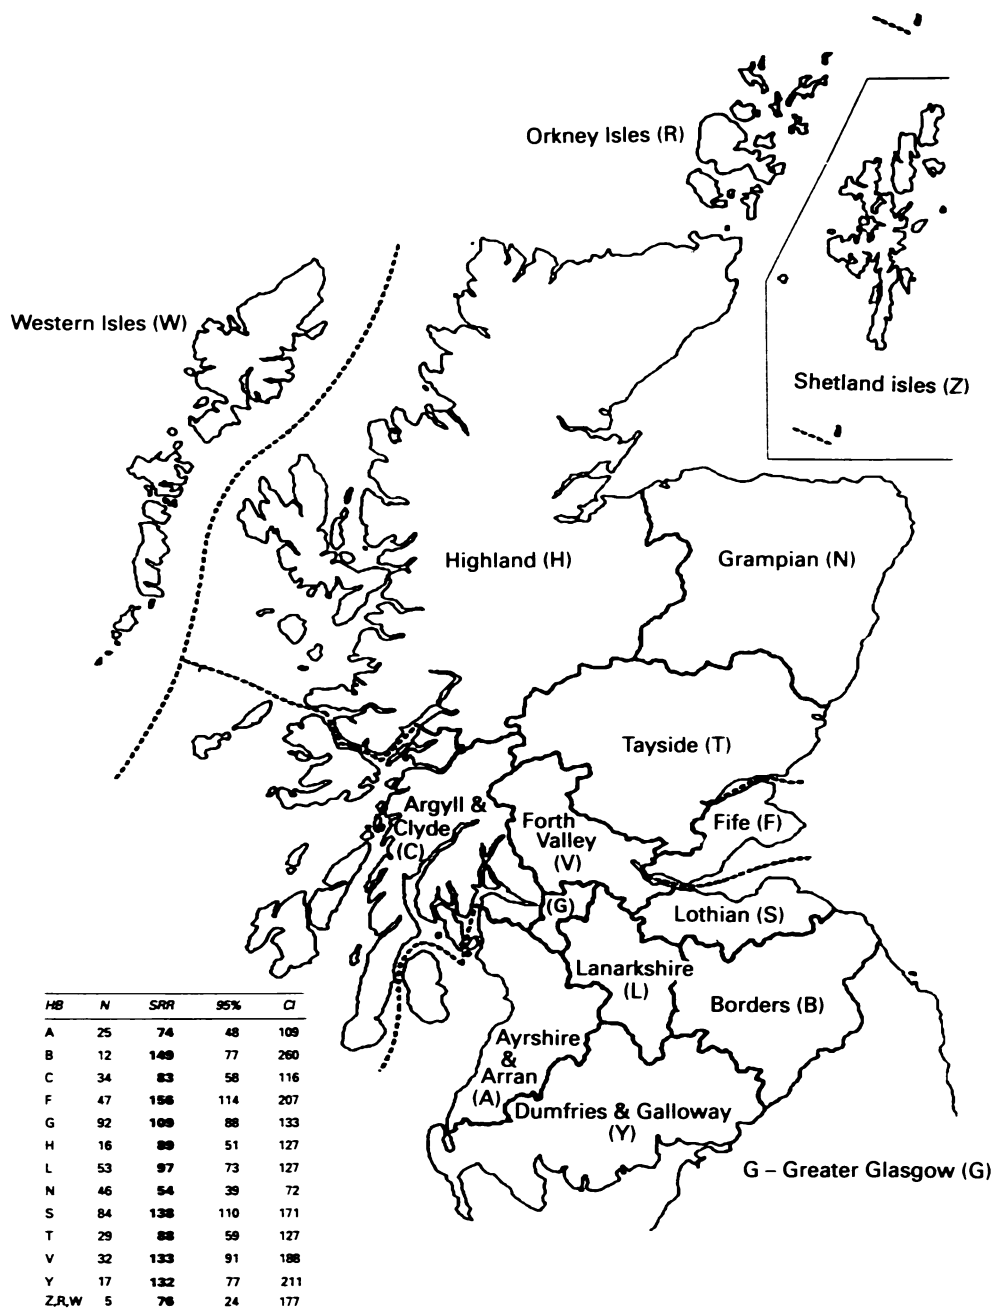 Orkney Isles (R)
Western Isles (W)
Shetland isles (Z)
Highland (H)
Grampian (N)
Tayside (T)
Argyll &
Clyde
(C)
Forth
Valley
(V)
Fife (F)
(G)
Lothian (S)
Lanarkshire
(L)
Borders (B)
Ayrshire
&
Arran
(A)
Dumfries & Galloway
(Y)
G – Greater Glasgow (G)
HB N SRR 95% CI
A 25 74 48 109
B 12 149 77 260
C 34 83 58 116
F 47 156 114 207
G 92 109 88 133
H 16 89 51 127
L 53 97 73 127
N 46 54 39 72
S 84 138 110 171
T 29 88 59 127
V 32 133 91 188
Y 17 132 77 211
Z,R,W 5 76 24 177